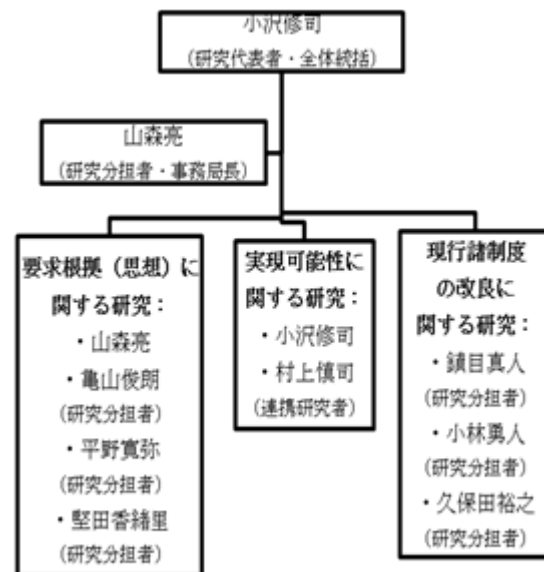 小沢修司
(研究代表者・全体統括)
山森亮
(研究分担者・事務局長)
要求根拠（思想）に
関する研究：
・山森亮
・亀山俊朗
(研究分担者)
・平野寛弥
(研究分担者)
・堅田香緒里
(研究分担者)
実現可能性に
関する研究：
・小沢修司
・村上慎司
(連携研究者)
現行諸制度
の改良に
関する研究：
・鎮目真人
(研究分担者)
・小林勇人
(研究分担者)
・久保田裕之
(研究分担者)